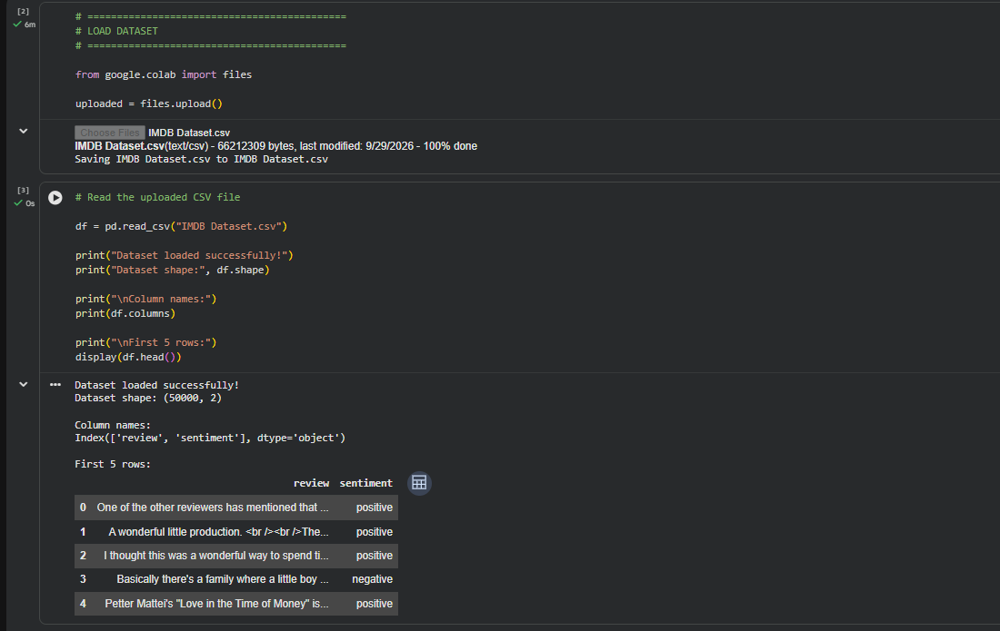 [2]
6m
# ============================================
# LOAD DATASET
# ============================================
from google.colab import files
uploaded = files.upload()
Choose Files IMDB Dataset.csv
IMDB Dataset.csv(text/csv) - 66212309 bytes, last modified: 9/29/2026 - 100% done
Saving IMDB Dataset.csv to IMDB Dataset.csv
[3]
0s
# Read the uploaded CSV file
df = pd.read_csv("IMDB Dataset.csv")
print("Dataset loaded successfully!")
print("Dataset shape:", df.shape)
print("\nColumn names:")
print(df.columns)
print("\nFirst 5 rows:")
display(df.head())
Dataset loaded successfully!
Dataset shape: (50000, 2)
Column names:
Index(['review', 'sentiment'], dtype='object')
First 5 rows:
review sentiment
0 One of the other reviewers has mentioned that ... positive
1 A wonderful little production. <br /><br />The... positive
2 I thought this was a wonderful way to spend ti... positive
3 Basically there's a family where a little boy ... negative
4 Petter Mattei's "Love in the Time of Money" is... positive